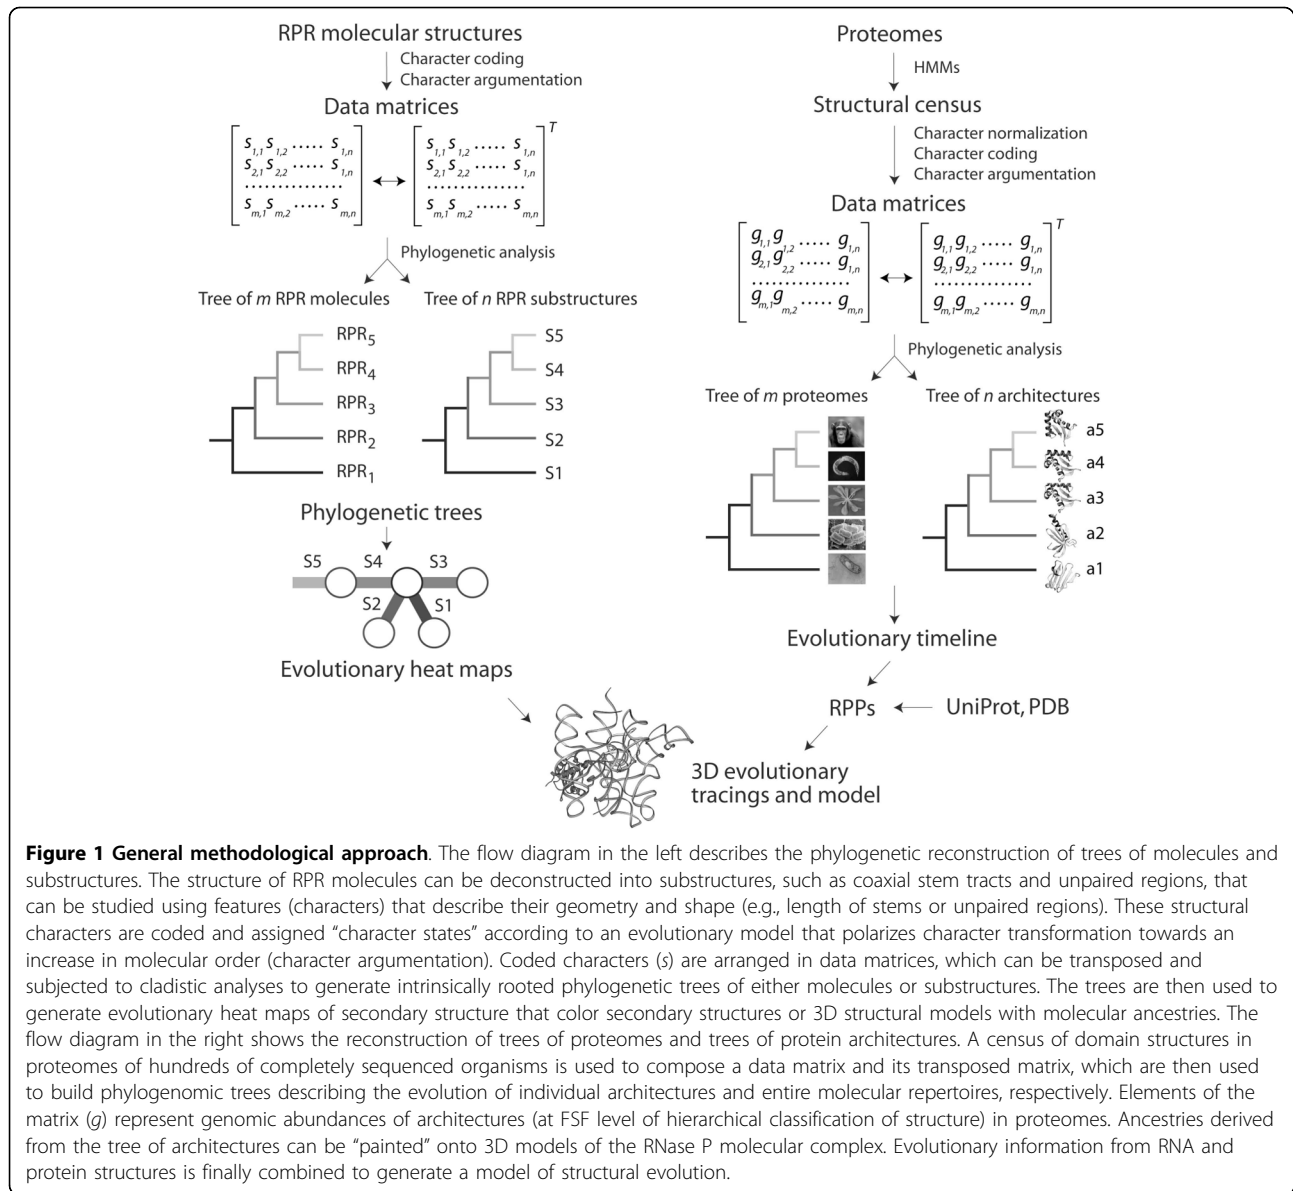 RPR molecular structures
Character coding
Character argumentation
Data matrices
s1,1 s1,2 ..... s1,n
s2,1 s2,2 ..... s1,n
...............
sm,1 sm,2 ..... sm,n
s1,1 s1,2 ..... s1,n
s2,1 s2,2 ..... s1,n
...............
sm,1 sm,2 ..... sm,n
T
Phylogenetic analysis
Tree of m RPR molecules
RPR5
RPR4
RPR3
RPR2
RPR1
Tree of n RPR substructures
S5
S4
S3
S2
S1
Phylogenetic trees
S5 S4 S3
S2 S1
Evolutionary heat maps
Proteomes
HMMs
Structural census
Character normalization
Character coding
Character argumentation
Data matrices
g1,1 g1,2 ..... g1,n
g2,1 g2,2 ..... g1,n
...............
gm,1 gm,2 ..... gm,n
g1,1 g1,2 ..... g1,n
g2,1 g2,2 ..... g1,n
...............
gm,1 gm,2 ..... gm,n
T
Phylogenetic analysis
Tree of m proteomes
Tree of n architectures
a5
a4
a3
a2
a1
Evolutionary timeline
RPPs
UniProt, PDB
3D evolutionary
tracings and model
Figure 1 General methodological approach. The flow diagram in the left describes the phylogenetic reconstruction of trees of molecules and
substructures. The structure of RPR molecules can be deconstructed into substructures, such as coaxial stem tracts and unpaired regions, that
can be studied using features (characters) that describe their geometry and shape (e.g., length of stems or unpaired regions). These structural
characters are coded and assigned “character states” according to an evolutionary model that polarizes character transformation towards an
increase in molecular order (character argumentation). Coded characters (s) are arranged in data matrices, which can be transposed and
subjected to cladistic analyses to generate intrinsically rooted phylogenetic trees of either molecules or substructures. The trees are then used to
generate evolutionary heat maps of secondary structure that color secondary structures or 3D structural models with molecular ancestries. The
flow diagram in the right shows the reconstruction of trees of proteomes and trees of protein architectures. A census of domain structures in
proteomes of hundreds of completely sequenced organisms is used to compose a data matrix and its transposed matrix, which are then used
to build phylogenomic trees describing the evolution of individual architectures and entire molecular repertoires, respectively. Elements of the
matrix (g) represent genomic abundances of architectures (at FSF level of hierarchical classification of structure) in proteomes. Ancestries derived
from the tree of architectures can be “painted” onto 3D models of the RNase P molecular complex. Evolutionary information from RNA and
protein structures is finally combined to generate a model of structural evolution.